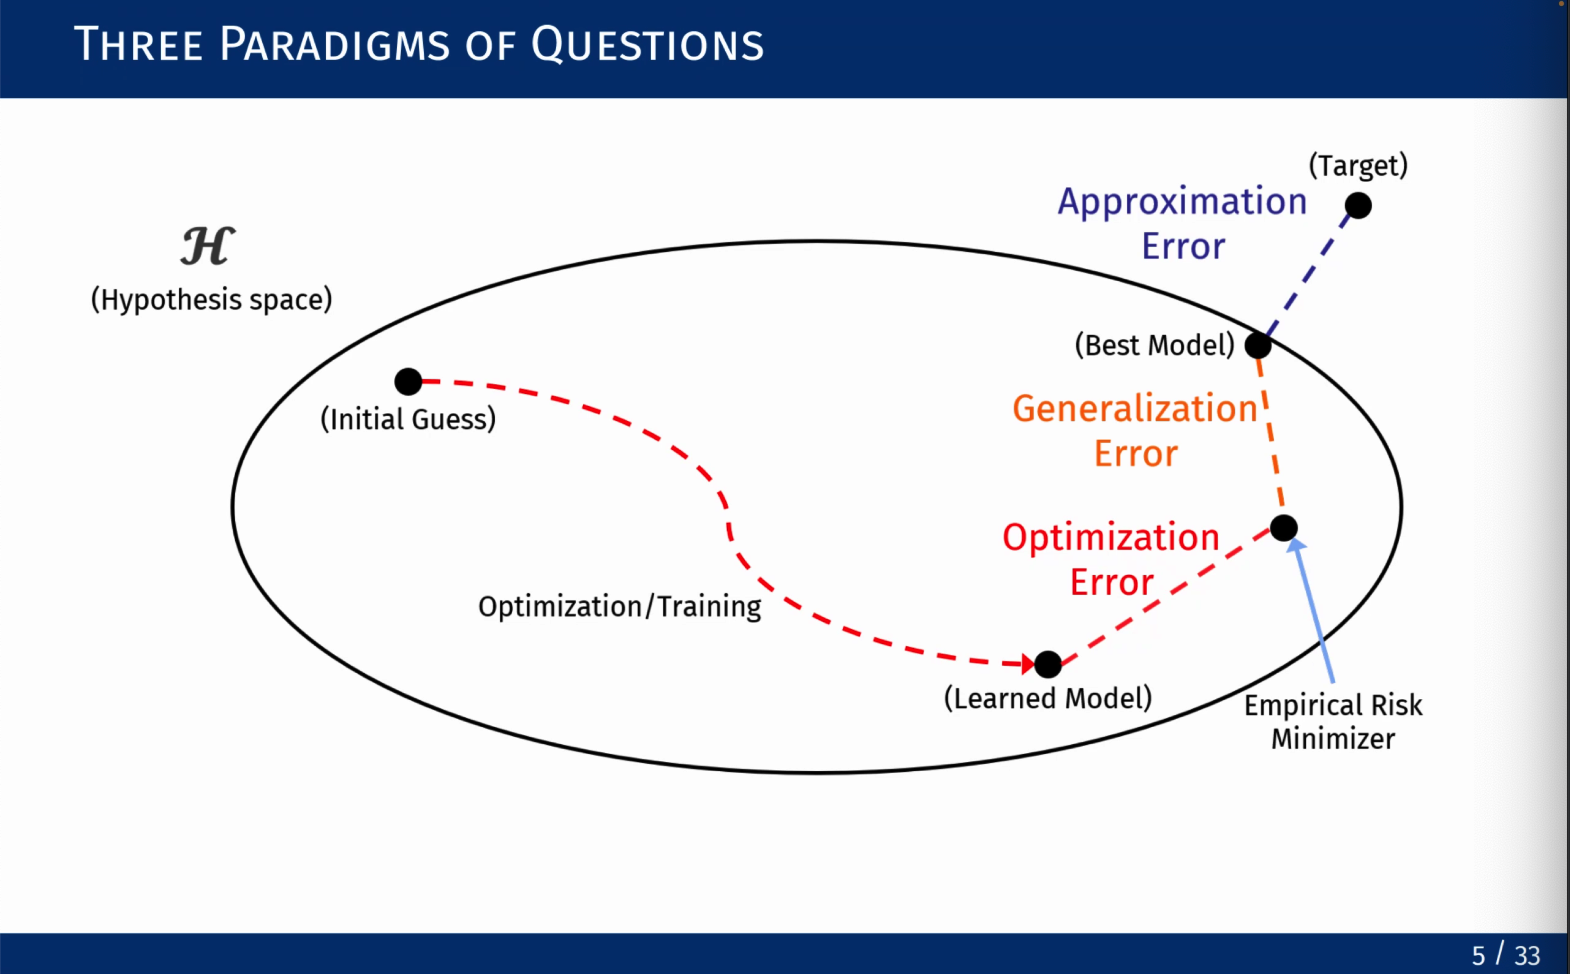 Three Paradigms of Questions
(Target)
Approximation
Error
ℋ
(Hypothesis space)
(Best Model)
(Initial Guess)
Generalization
Error
Optimization
Error
Optimization/Training
(Learned Model)
Empirical Risk
Minimizer
5 / 33